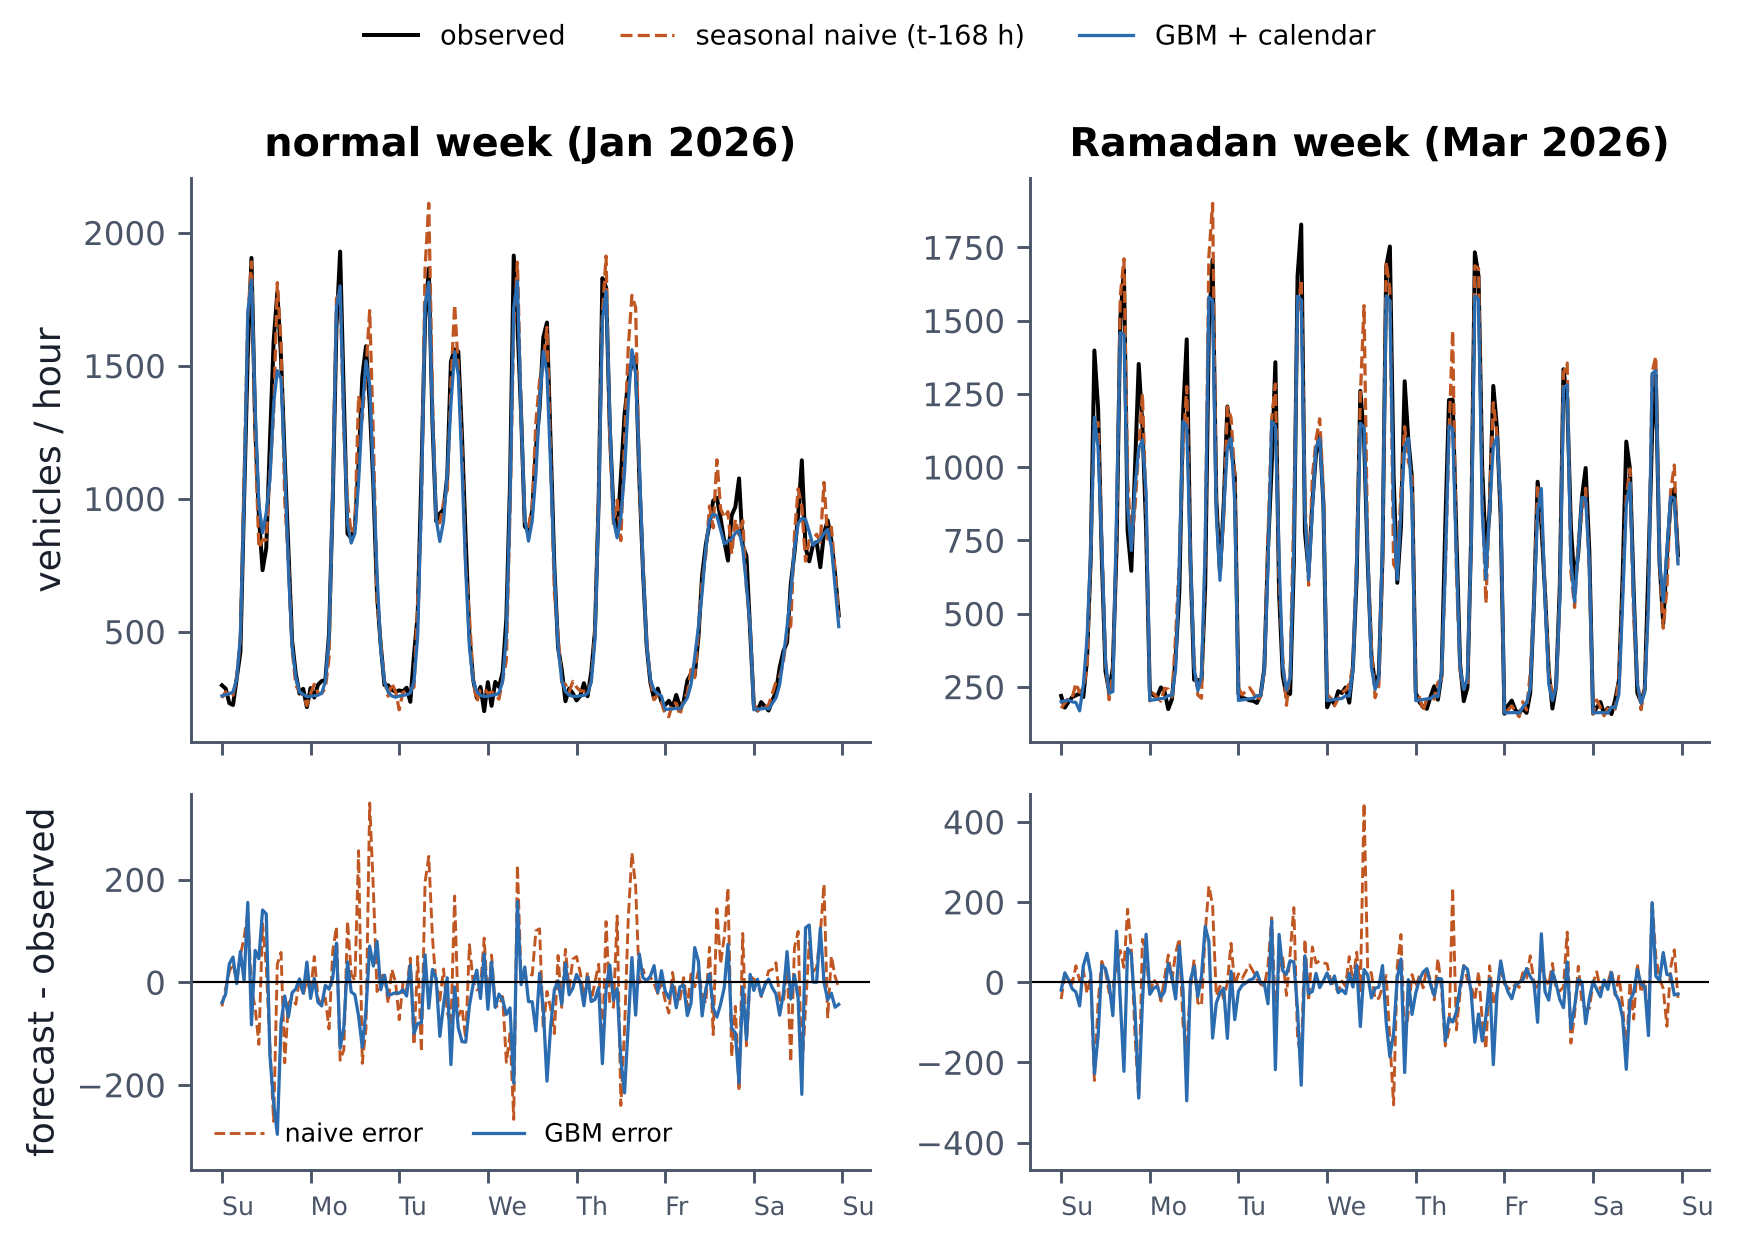 observed seasonal naive (t-168 h) GBM + calendar
normal week (Jan 2026)
Ramadan week (Mar 2026)
vehicles / hour
2000
1500
1000
500
1750
1500
1250
1000
750
500
250
forecast - observed
200
0
−200
naive error GBM error
400
200
0
−200
−400
Su Mo Tu We Th Fr Sa Su
Su Mo Tu We Th Fr Sa Su